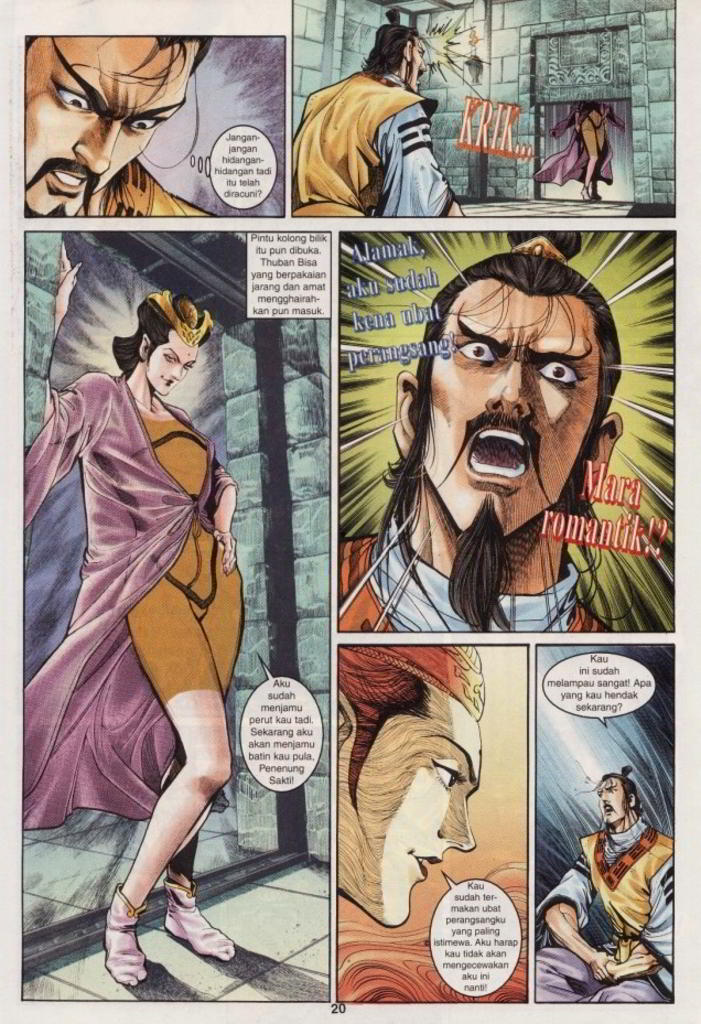 Jangan-
jangan
hidangan-
hidangan tadi
itu telah
diracuni?
KRIK...
Pintu kolong bilik
itu pun dibuka.
Thuban Bisa
yang berpakaian
jarang dan amat
mengghairah-
kan pun masuk.
Aku
sudah
menjamu
perut kau tadi.
Sekarang aku
akan menjamu
batin kau pula,
Penenung
Sakti!
Alamak,
aku sudah
kena ubat
perangsang!
Mara
romantik!?
Kau
sudah ter-
makan ubat
perangsangku
yang paling
istimewa. Aku harap
kau tidak akan
mengecewakan
aku ini
nanti!
Kau
ini sudah
melampau sangat! Apa
yang kau hendak
sekarang?
20